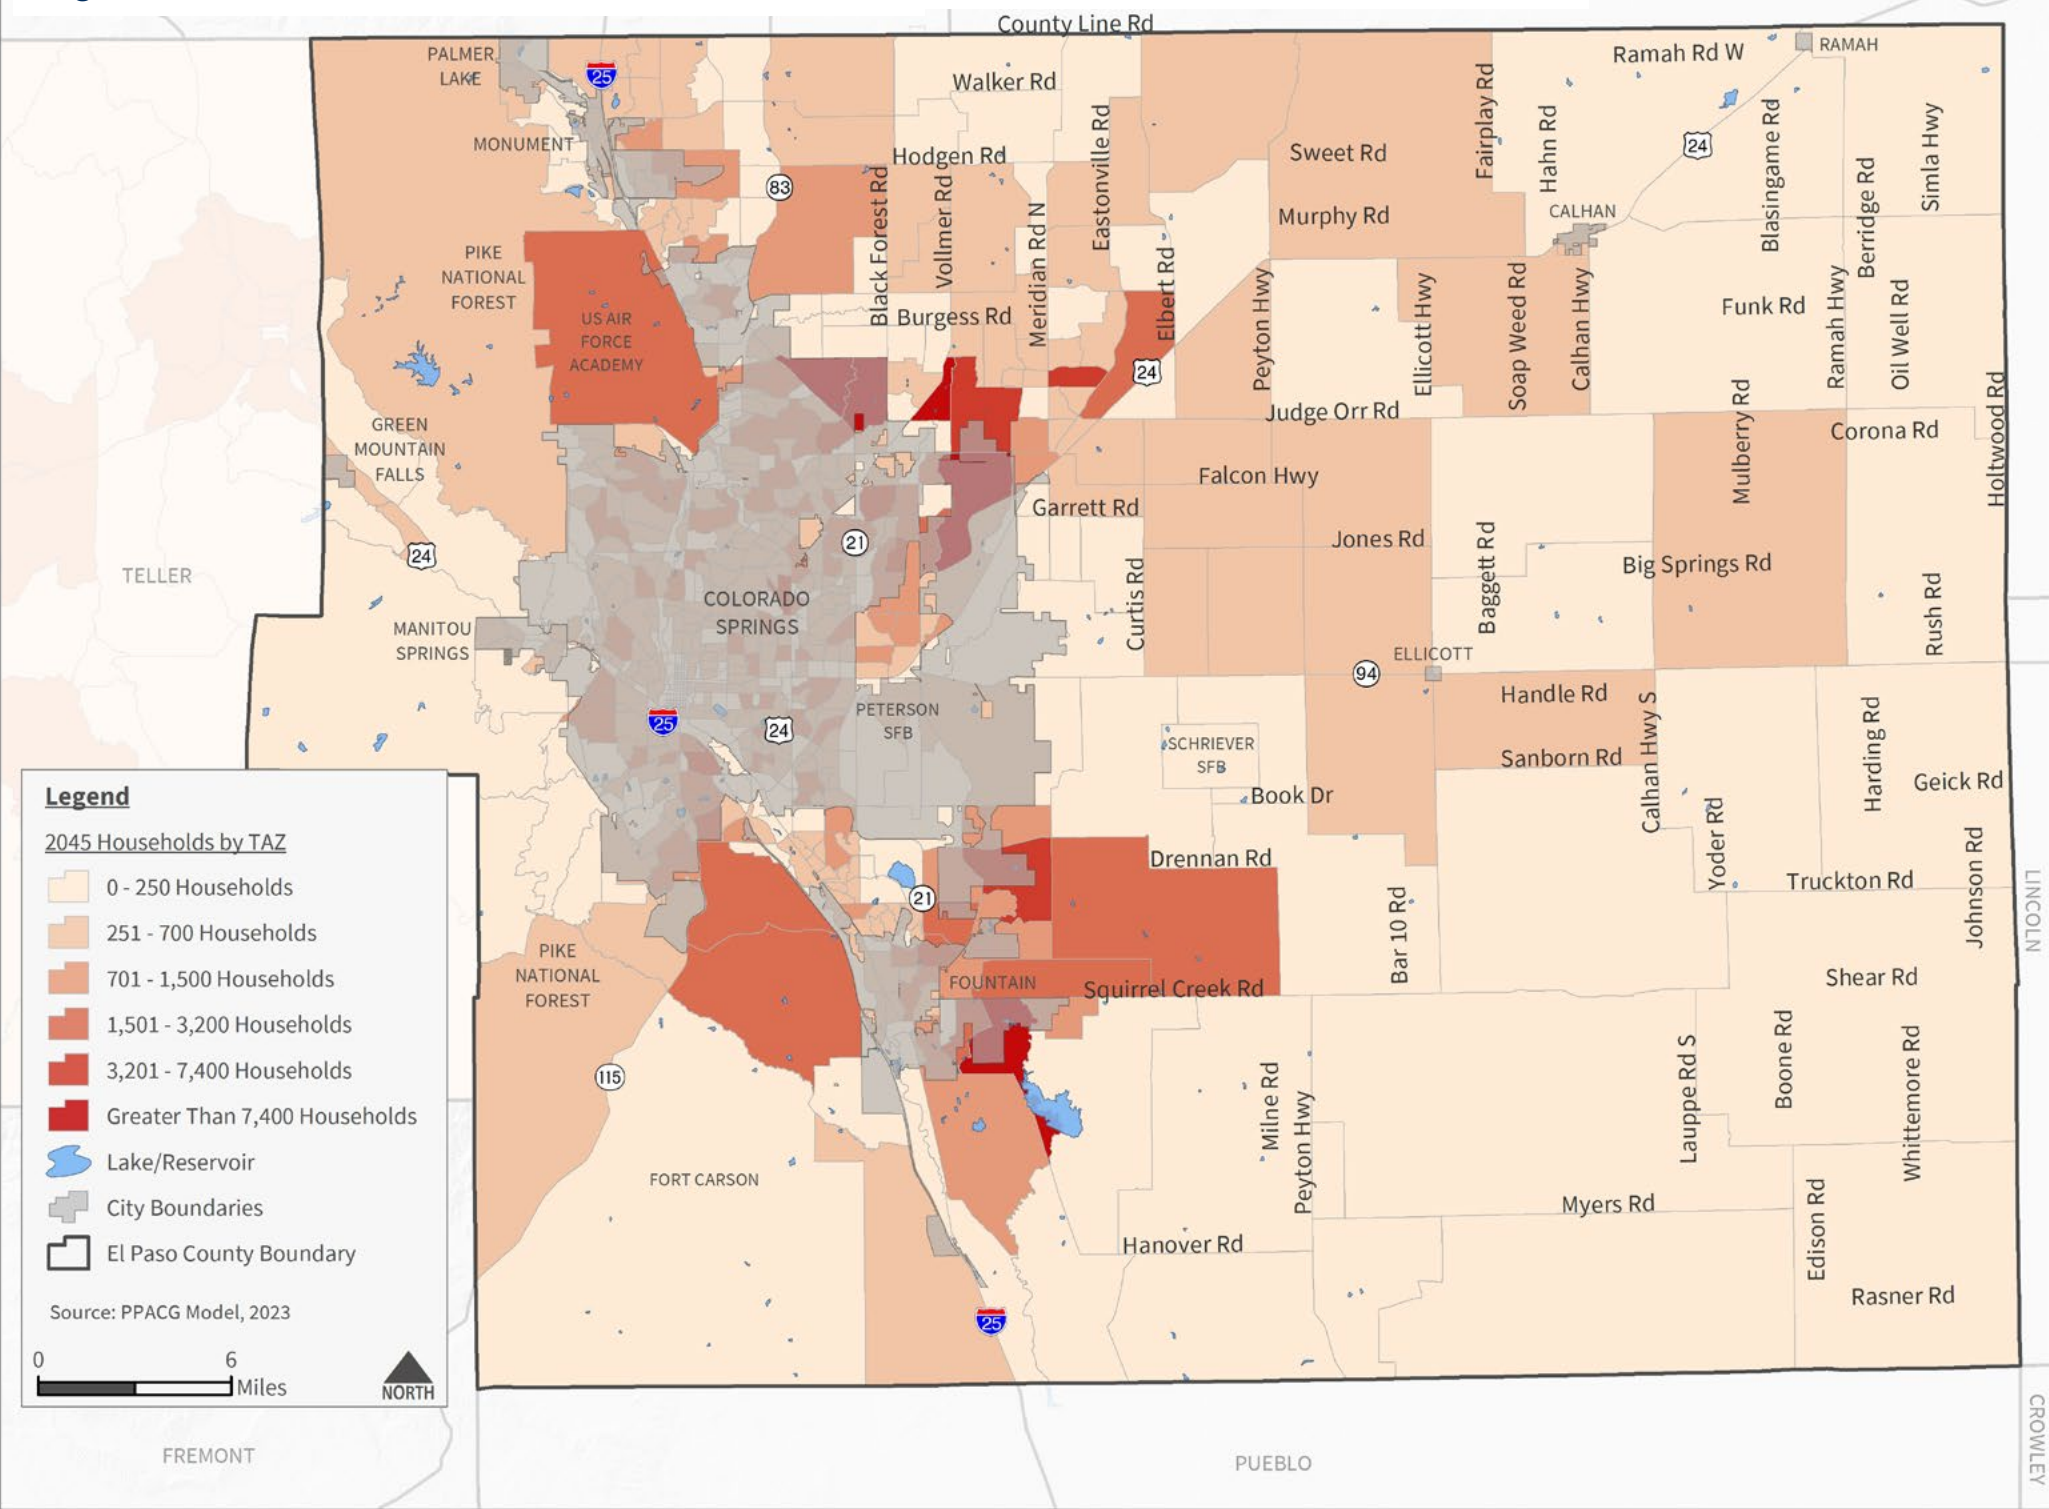 County Line Rd
PALMER
LAKE
25
Walker Rd
Ramah Rd W
RAMAH
MONUMENT
Hodgen Rd
83
Black Forest Rd
Vollmer Rd
Meridian Rd N
Eastonville Rd
Elbert Rd
Sweet Rd
Murphy Rd
Fairplay Rd
Hahn Rd
24
Blasingame Rd
Berridge Rd
Simla Hwy
CALHAN
PIKE
NATIONAL
FOREST
US AIR
FORCE
ACADEMY
Burgess Rd
24
Peyton Hwy
Ellicott Hwy
Soap Weed Rd
Calhan Hwy
Funk Rd
Ramah Hwy
Oil Well Rd
Judge Orr Rd
Mulberry Rd
Corona Rd
Holtwood Rd
GREEN
MOUNTAIN
FALLS
Falcon Hwy
Garrett Rd
24
21
Jones Rd
Baggett Rd
Big Springs Rd
TELLER
COLORADO
SPRINGS
Curtis Rd
Rush Rd
MANITOU
SPRINGS
ELLICOTT
94
Handle Rd
25
24
PETERSON
SFB
SCHRIEVER
SFB
Sanborn Rd
Calhan Hwy S
Harding Rd
Geick Rd
Book Dr
Yoder Rd
Drennan Rd
Truckton Rd
Johnson Rd
LINCOLN
21
Bar 10 Rd
PIKE
NATIONAL
FOREST
FOUNTAIN
Squirrel Creek Rd
Shear Rd
115
Milne Rd
Peyton Hwy
Lauppe Rd S
Boone Rd
Whittemore Rd
FORT CARSON
Myers Rd
Hanover Rd
Edison Rd
Rasner Rd
25
Legend
2045 Households by TAZ
0 - 250 Households
251 - 700 Households
701 - 1,500 Households
1,501 - 3,200 Households
3,201 - 7,400 Households
Greater Than 7,400 Households
Lake/Reservoir
City Boundaries
El Paso County Boundary
Source: PPACG Model, 2023
0 6
Miles
NORTH
FREMONT
PUEBLO
CROWLEY